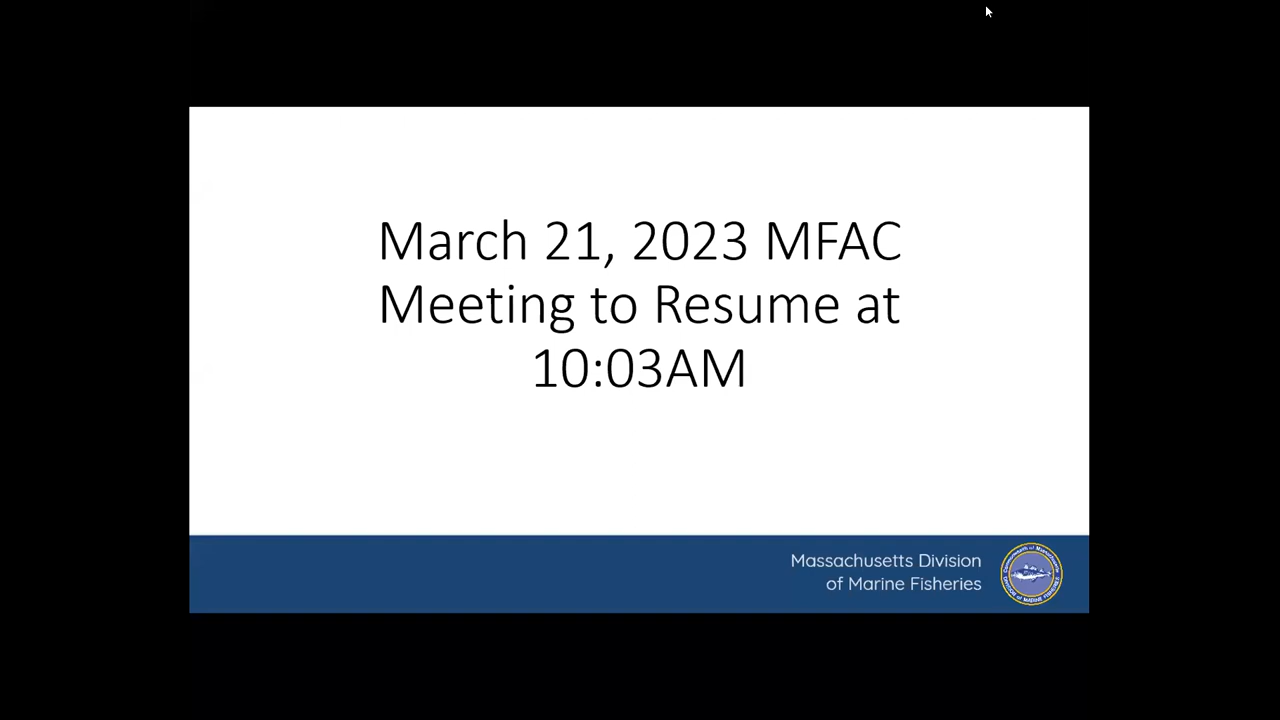 March 21, 2023 MFAC
Meeting to Resume at
10:03AM
Massachusetts Division
of Marine Fisheries